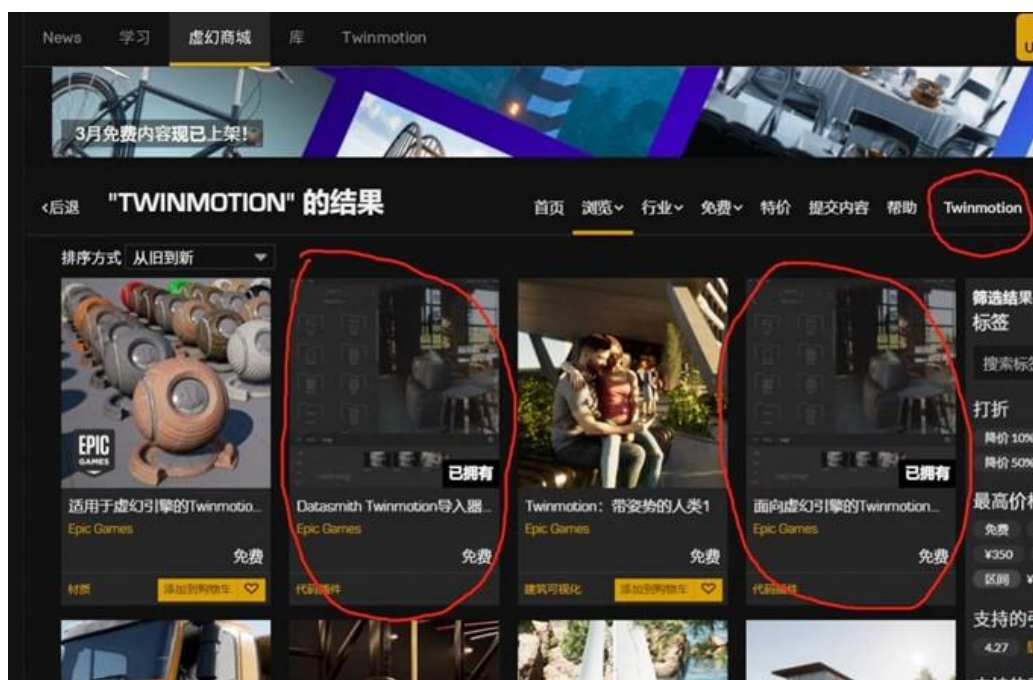 News 学习 虚幻商城 库 Twinmotion
U
3月免费内容现已上架!
<后退 "TWINMOTION" 的结果 首页 浏览 行业 免费 特价 提交内容 帮助 Twinmotion
排序方式 从旧到新
筛选结果
标签
搜索标签
打折
降价 10%
降价 50%
EPIC
GAMES
已拥有
已拥有
适用于虚幻引擎的Twinmotio...
Datasmith Twinmotion导入器...
Twinmotion：带姿势的人类1
面向虚幻引擎的Twinmotion...
Epic Games
Epic Games
Epic Games
Epic Games
免费
免费
免费
免费
材质 添加到购物车
代码插件
建筑可视化 添加到购物车
代码插件
最高价格
免费
¥350
区间 ¥
支持的
4.27